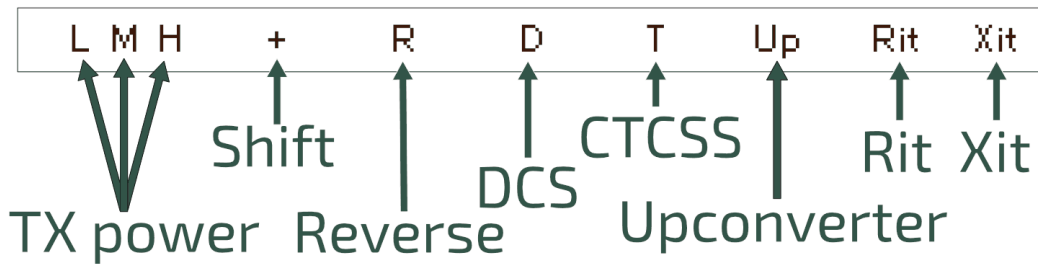 L M H + R D T Up Rit Xit
Shift
CTCSS
Rit Xit
DCS
TX power
Reverse
Upconverter